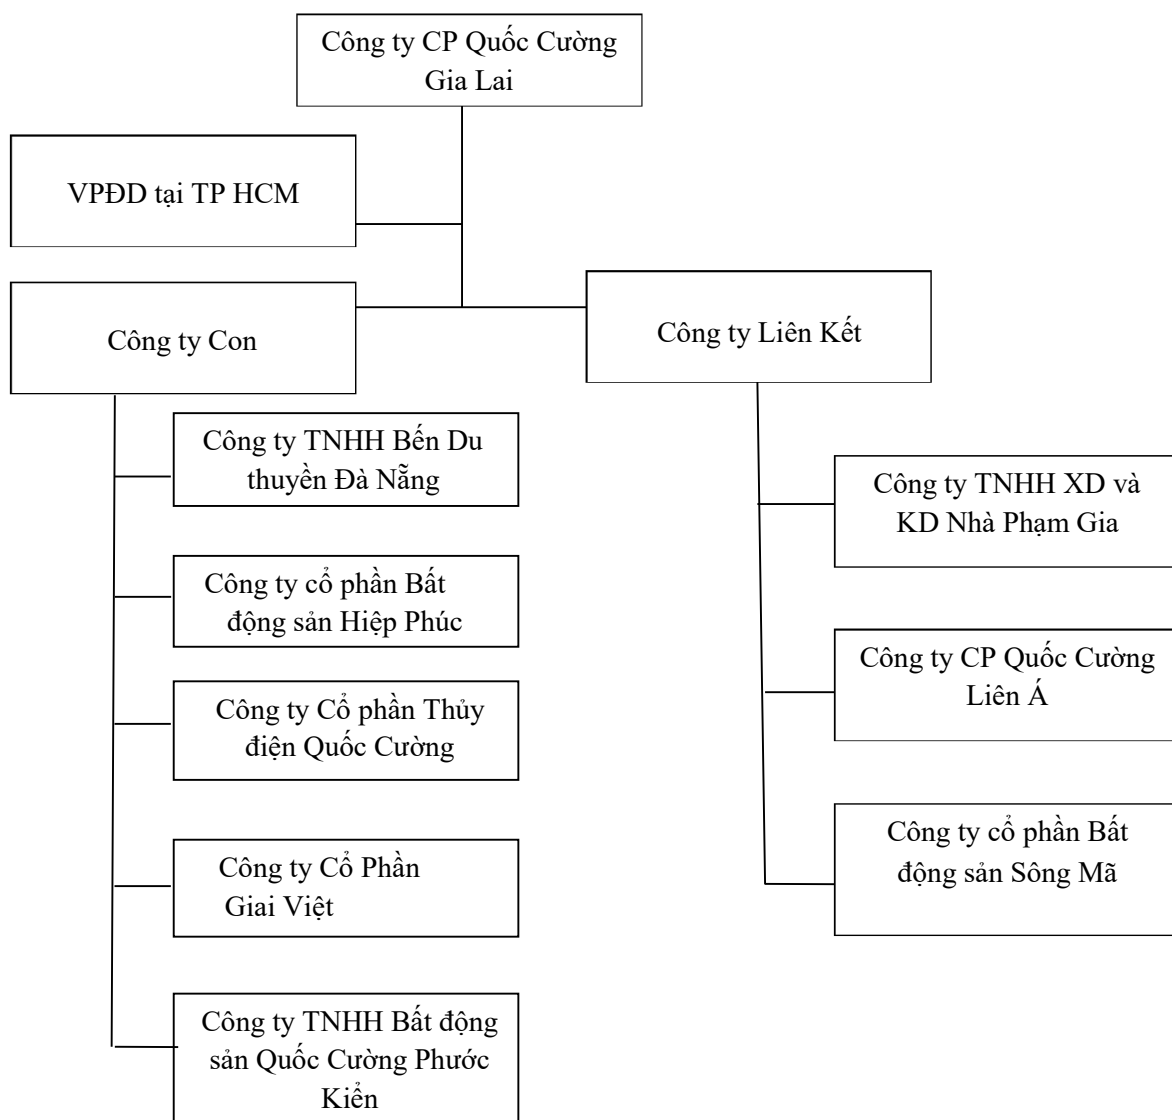 Công ty CP Quốc Cường
Gia Lai
VPĐD tại TP HCM
Công ty Con
Công ty Liên Kết
Công ty TNHH Bến Du
thuyền Đà Nẵng
Công ty cổ phần Bất
động sản Hiệp Phúc
Công ty Cổ phần Thủy
điện Quốc Cường
Công ty Cổ Phần
Giai Việt
Công ty TNHH Bất động
sản Quốc Cường Phước
Kiển
Công ty TNHH XD và
KD Nhà Phạm Gia
Công ty CP Quốc Cường
Liên Á
Công ty cổ phần Bất
động sản Sông Mã